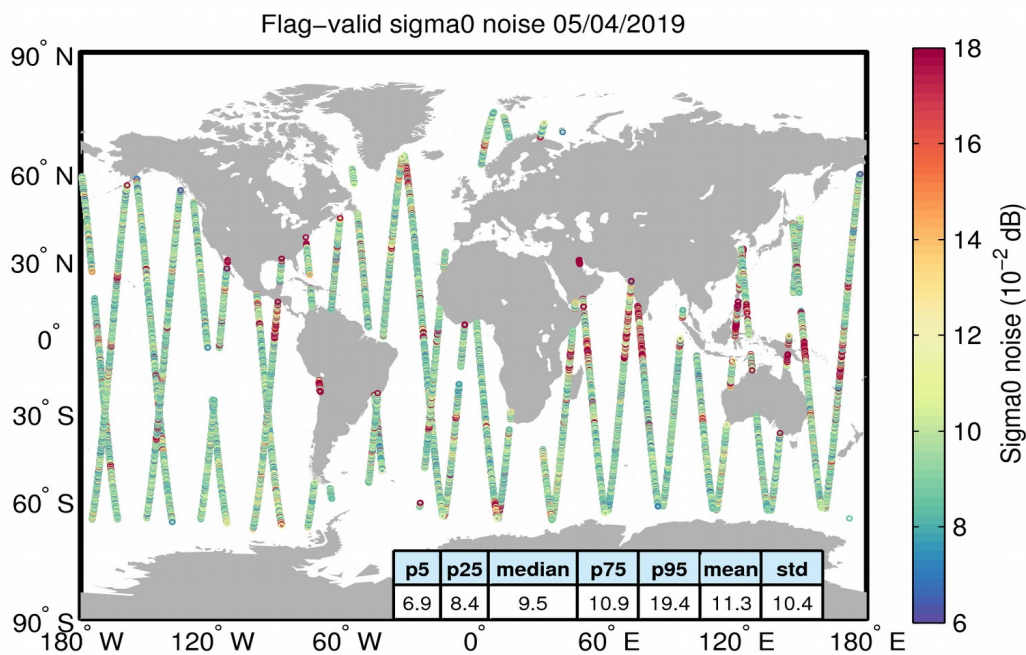 Flag−valid sigma0 noise 05/04/2019
90° N
60° N
30° N
0°
30° S
60° S
90° S
180° W
120° W
60° W
0°
60° E
120° E
180° E
p5 p25 median p75 p95 mean std
6.9 8.4 9.5 10.9 19.4 11.3 10.4
18
16
14
12
10
8
6
Sigma0 noise (10⁻² dB)